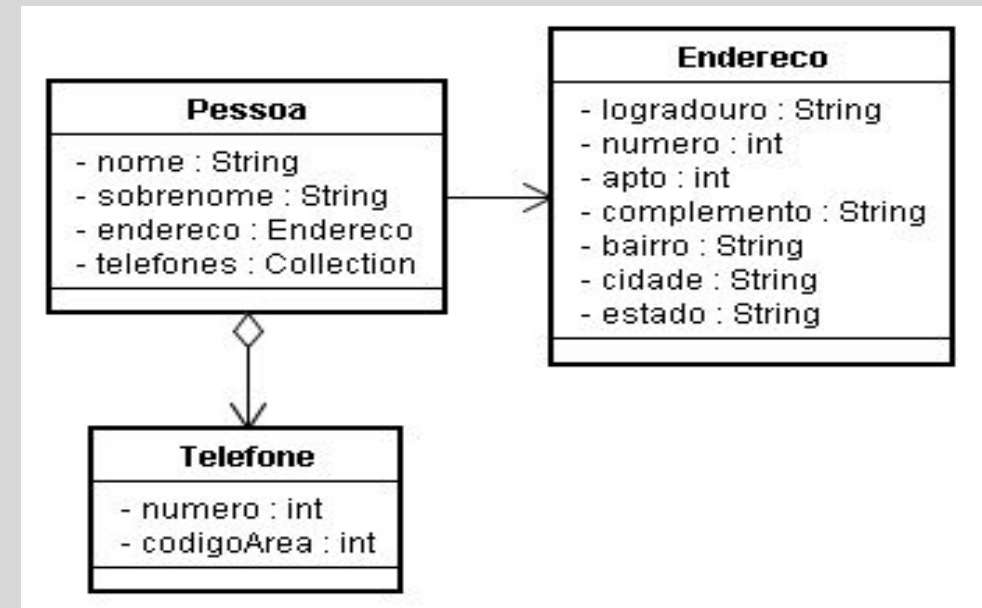 Pessoa
- nome : String
- sobrenome : String
- endereco : Endereco
- telefones : Collection
Endereco
- logradouro : String
- numero : int
- apto : int
- complemento : String
- bairro : String
- cidade : String
- estado : String
Telefone
- numero : int
- codigoArea : int